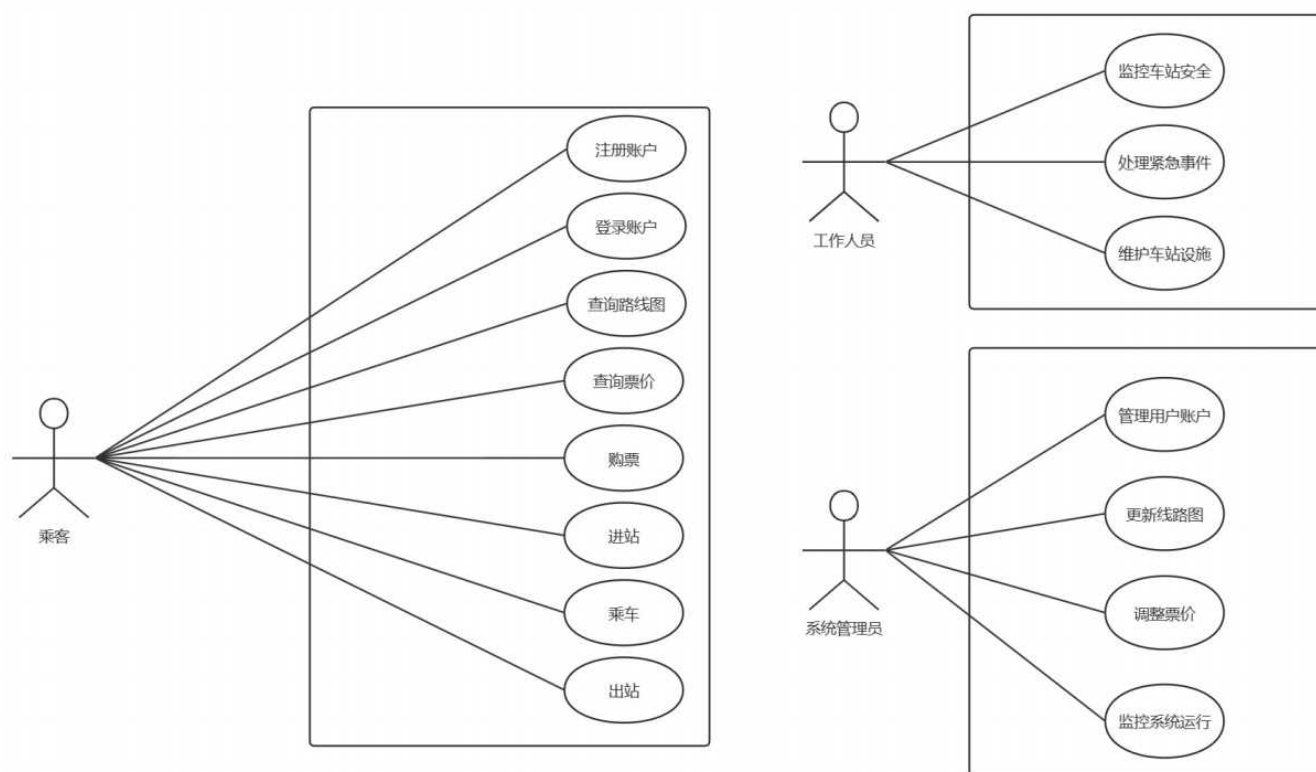 注册账户
登录账户
查询路线图
查询票价
购票
进站
乘车
出站
乘客
监控车站安全
处理紧急事件
维护车站设施
工作人员
管理用户账户
更新线路图
调整票价
监控系统运行
系统管理员